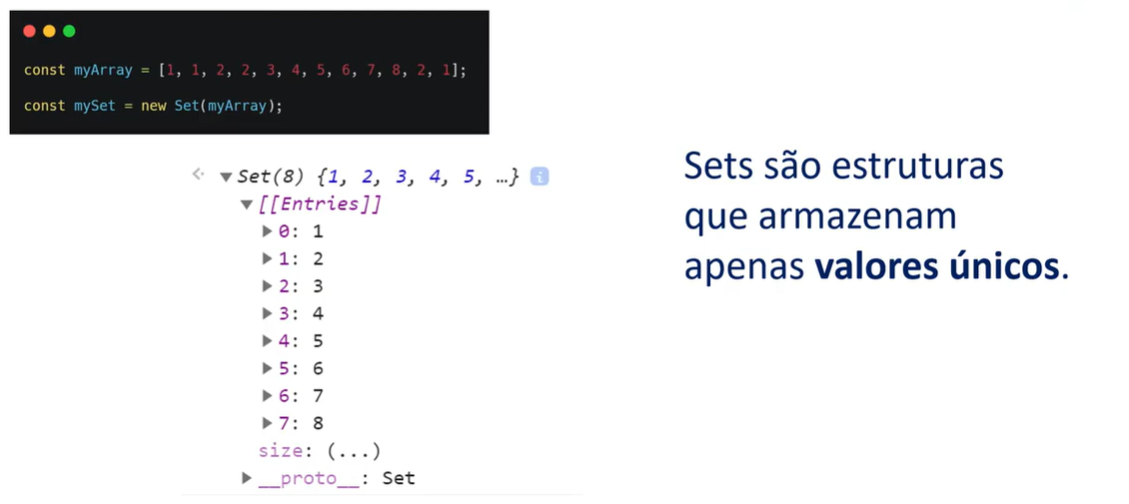 const myArray = [1, 1, 2, 2, 3, 4, 5, 6, 7, 8, 2, 1];
const mySet = new Set(myArray);
Set(8) {1, 2, 3, 4, 5, …}
[[Entries]]
0: 1
1: 2
2: 3
3: 4
4: 5
5: 6
6: 7
7: 8
size: (...)
__proto__: Set
Sets são estruturas
que armazenam
apenas valores únicos.